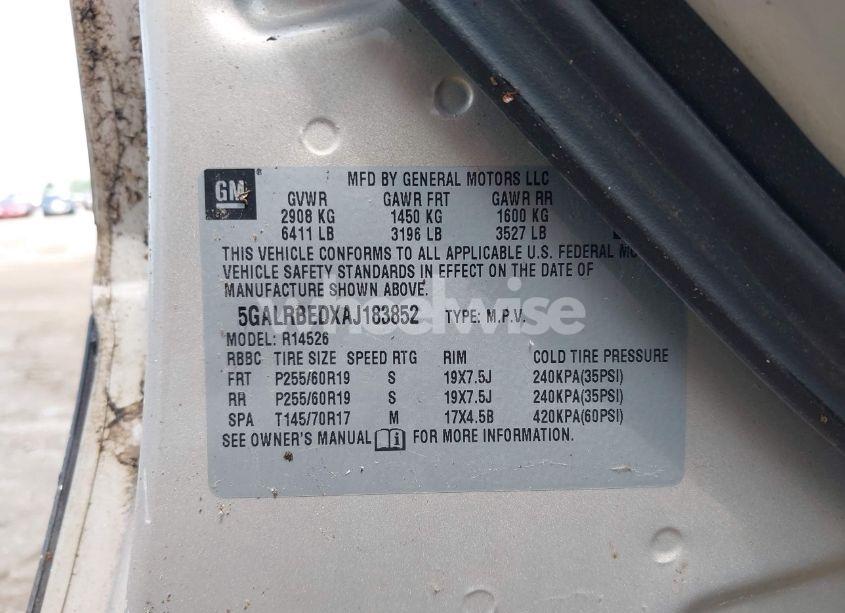 GM
MFD BY GENERAL MOTORS LLC
GVWR GAWR FRT GAWR RR
2908 KG 1450 KG 1600 KG
6411 LB 3196 LB 3527 LB
THIS VEHICLE CONFORMS TO ALL APPLICABLE U.S. FEDERAL
VEHICLE SAFETY STANDARDS IN EFFECT ON THE DATE OF
MANUFACTURE SHOWN ABOVE.
5GALRBEDXAJ183852 TYPE: M.P.V.
MODEL: R14526
RBBC TIRE SIZE SPEED RTG RIM COLD TIRE PRESSURE
FRT P255/60R19 S 19X7.5J 240KPA(35PSI)
RR P255/60R19 S 19X7.5J 240KPA(35PSI)
SPA T145/70R17 M 17X4.5B 420KPA(60PSI)
SEE OWNER'S MANUAL FOR MORE INFORMATION.